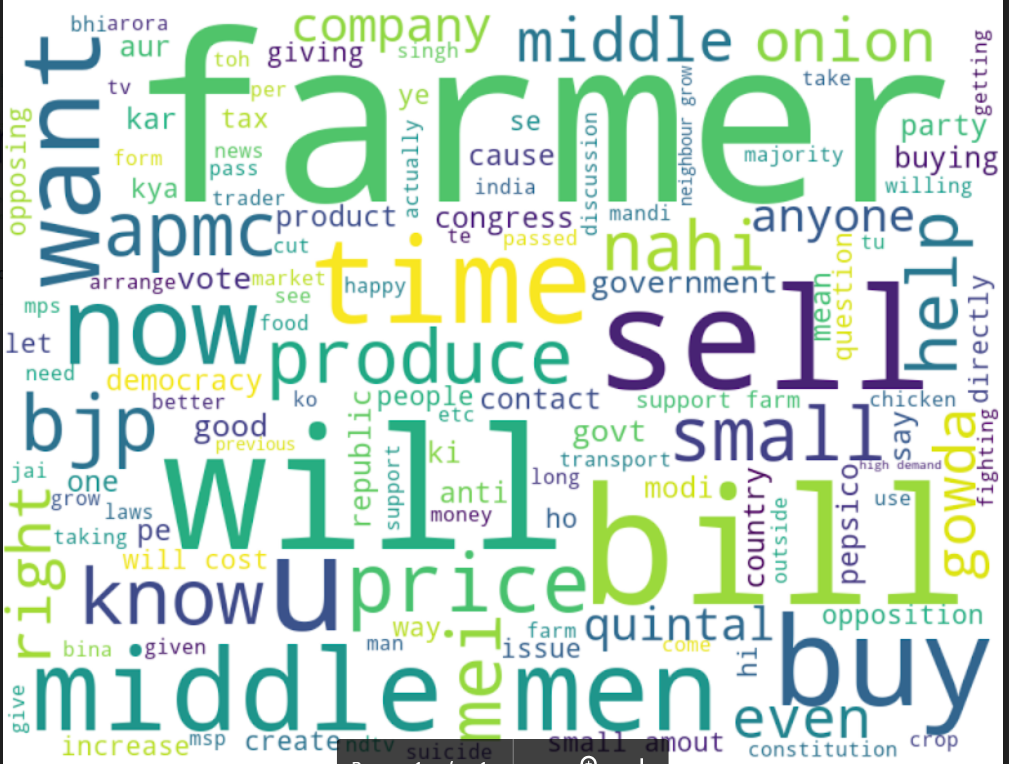 bhi arora company middle onion
aur toh giving singh
want farmer getting
tv per ye take grow
opposing kar tax se party
form news actually discussion neighbour majority buying
kya pass cause india willing
trader
apmc product congress mandi anyone
cut te passed nahi tu
arrange vote market time government help
mps see happy mean question directly
now food sell
let produce
need democracy people contact support farm chicken
better ko etc
bjp good republic govt small say gowda
previous will ki transport high demand fighting
jai one support anti long modi country pepsico use
grow laws money ho bill outside
right taking pe
will cost
know u price opposition
way quintal
bina given man mei farm issue come hi buy
middle men
give even
increase msp create ndtv suicide small amout constitution crop